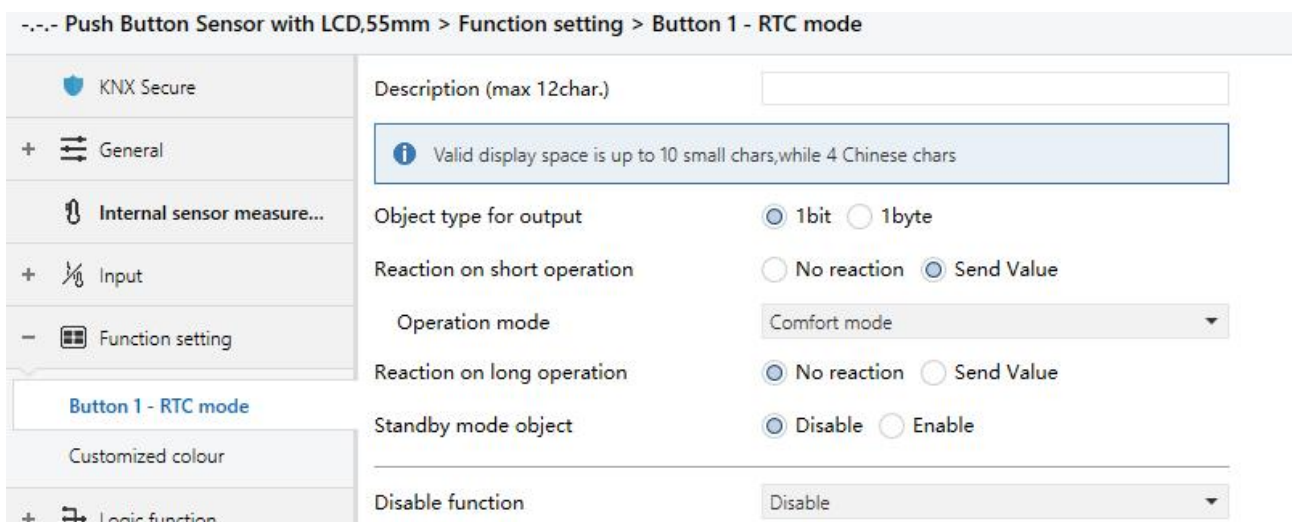 -.-.- Push Button Sensor with LCD,55mm > Function setting > Button 1 - RTC mode
KNX Secure
+ General
Internal sensor measure...
+ Input
− Function setting
Button 1 - RTC mode
Customized colour
+ Logic function
Description (max 12char.)
Valid display space is up to 10 small chars,while 4 Chinese chars
Object type for output 1bit 1byte
Reaction on short operation No reaction Send Value
Operation mode Comfort mode
Reaction on long operation No reaction Send Value
Standby mode object Disable Enable
Disable function Disable